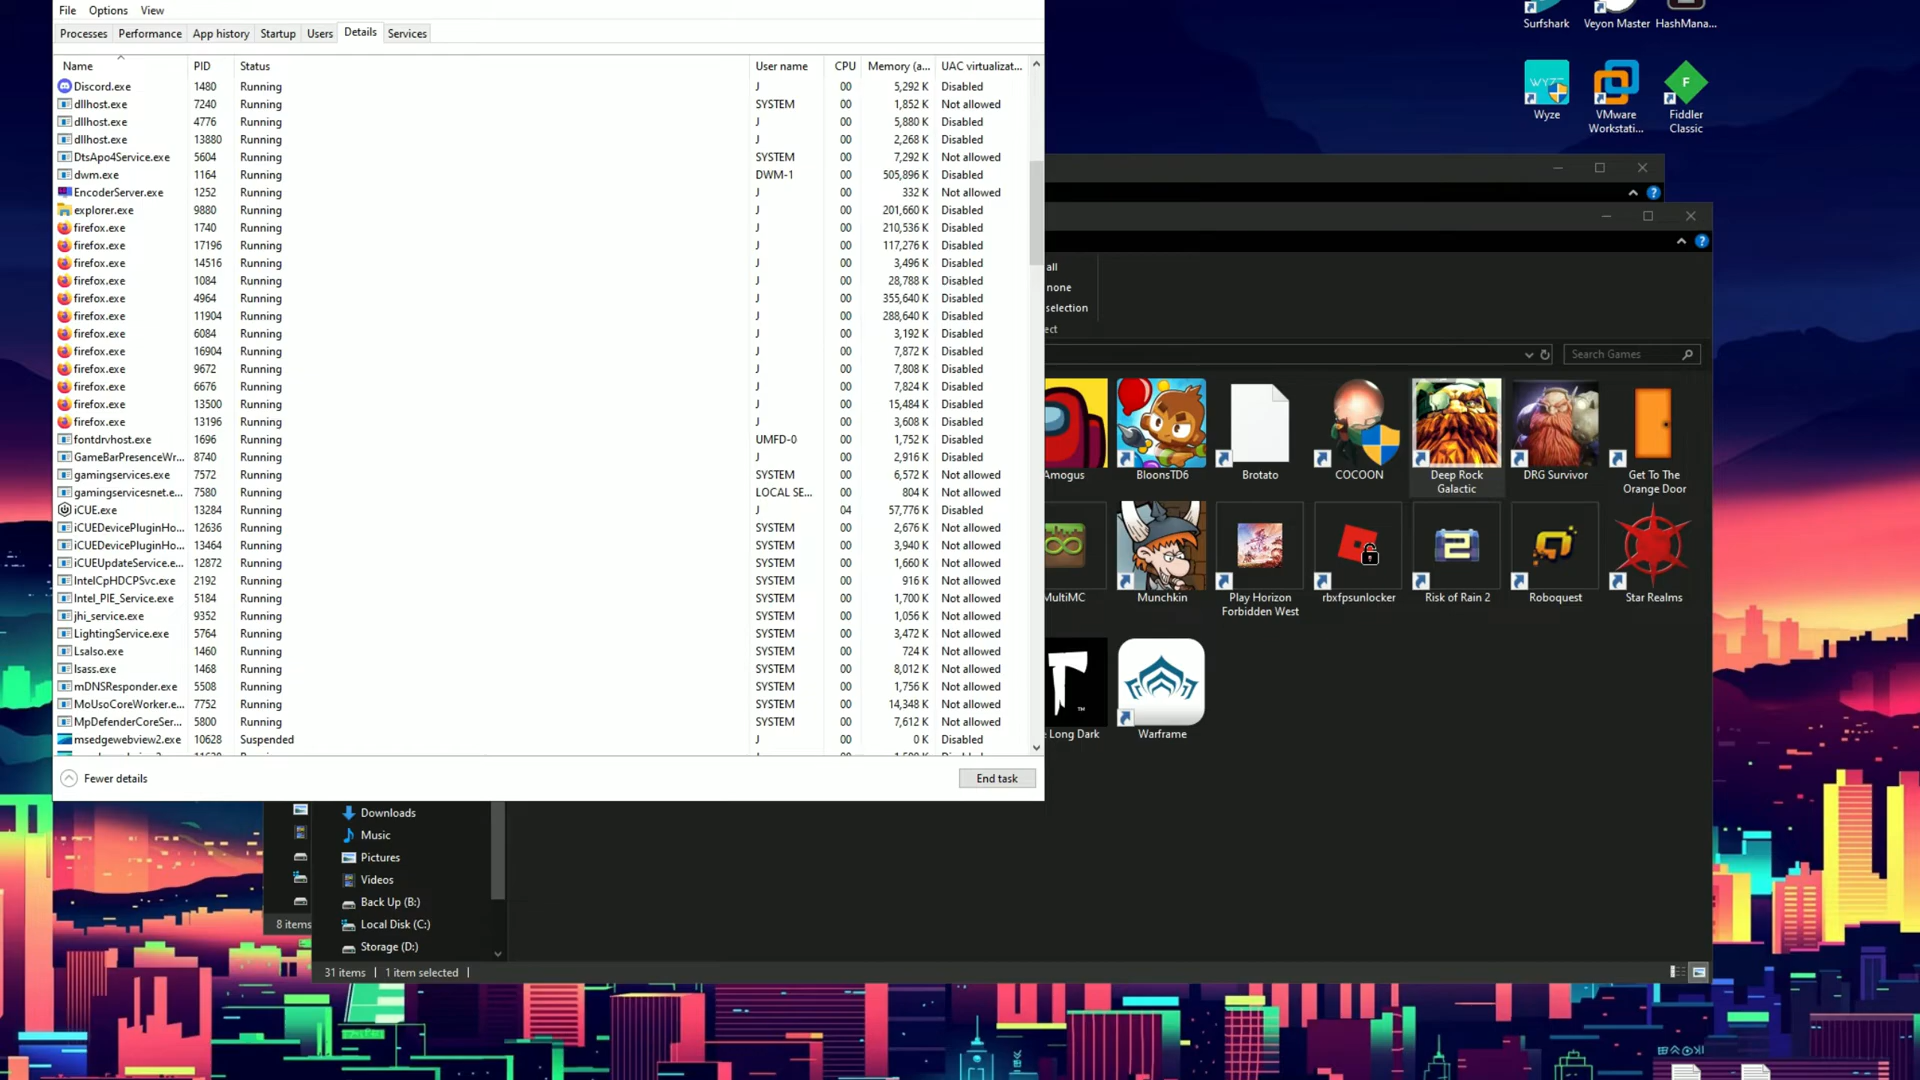 File Options View
Processes Performance App history Startup Users Details Services
Name PID Status User name CPU Memory (a... UAC virtualizat...
Discord.exe 1480 Running J 00 5,292 K Disabled
dllhost.exe 7240 Running SYSTEM 00 1,852 K Not allowed
dllhost.exe 4776 Running J 00 5,880 K Disabled
dllhost.exe 13880 Running J 00 2,268 K Disabled
DtsApo4Service.exe 5604 Running SYSTEM 00 7,292 K Not allowed
dwm.exe 1164 Running DWM-1 00 505,896 K Disabled
EncoderServer.exe 1252 Running J 00 332 K Not allowed
explorer.exe 9880 Running J 00 201,660 K Disabled
firefox.exe 1740 Running J 00 210,536 K Disabled
firefox.exe 17196 Running J 00 117,276 K Disabled
firefox.exe 14516 Running J 00 3,496 K Disabled
firefox.exe 1084 Running J 00 28,788 K Disabled
firefox.exe 4964 Running J 00 355,640 K Disabled
firefox.exe 11904 Running J 00 288,640 K Disabled
firefox.exe 6084 Running J 00 3,192 K Disabled
firefox.exe 16904 Running J 00 7,872 K Disabled
firefox.exe 9672 Running J 00 7,808 K Disabled
firefox.exe 6676 Running J 00 7,824 K Disabled
firefox.exe 13500 Running J 00 15,484 K Disabled
firefox.exe 13196 Running J 00 3,608 K Disabled
fontdrvhost.exe 1696 Running UMFD-0 00 1,752 K Disabled
GameBarPresenceWr... 8740 Running J 00 2,916 K Disabled
gamingservices.exe 7572 Running SYSTEM 00 6,572 K Not allowed
gamingservicesnet.e... 7580 Running LOCAL SE... 00 804 K Not allowed
iCUE.exe 13284 Running J 04 57,776 K Disabled
iCUEDevicePluginHo... 12636 Running SYSTEM 00 2,676 K Not allowed
iCUEDevicePluginHo... 13464 Running SYSTEM 00 3,940 K Not allowed
iCUEUpdateService.e... 12872 Running SYSTEM 00 1,660 K Not allowed
IntelCpHDCPSvc.exe 2192 Running SYSTEM 00 916 K Not allowed
Intel_PIE_Service.exe 5184 Running SYSTEM 00 1,700 K Not allowed
jhi_service.exe 9352 Running SYSTEM 00 1,056 K Not allowed
LightingService.exe 5764 Running SYSTEM 00 3,472 K Not allowed
LsaIso.exe 1460 Running SYSTEM 00 724 K Not allowed
lsass.exe 1468 Running SYSTEM 00 8,012 K Not allowed
mDNSResponder.exe 5508 Running SYSTEM 00 1,756 K Not allowed
MoUsoCoreWorker.e... 7752 Running SYSTEM 00 14,348 K Not allowed
MpDefenderCoreSer... 5800 Running SYSTEM 00 7,612 K Not allowed
msedgewebview2.exe 10628 Suspended J 00 0 K Disabled
Fewer details End task
Surfshark Veyon Master HashMana...
WYZE F
Wyze VMware Workstati... Fiddler Classic
all
none
selection
ect
Search Games
Amogus BloonsTD6 Brotato COCOON Deep Rock Galactic DRG Survivor Get To The Orange Door
2
MultiMC Munchkin Play Horizon Forbidden West rbxfpsunlocker Risk of Rain 2 Roboquest Star Realms
Long Dark Warframe
Downloads
Music
Pictures
Videos
Back Up (B:)
8 items
Local Disk (C:)
Storage (D:)
31 items 1 item selected